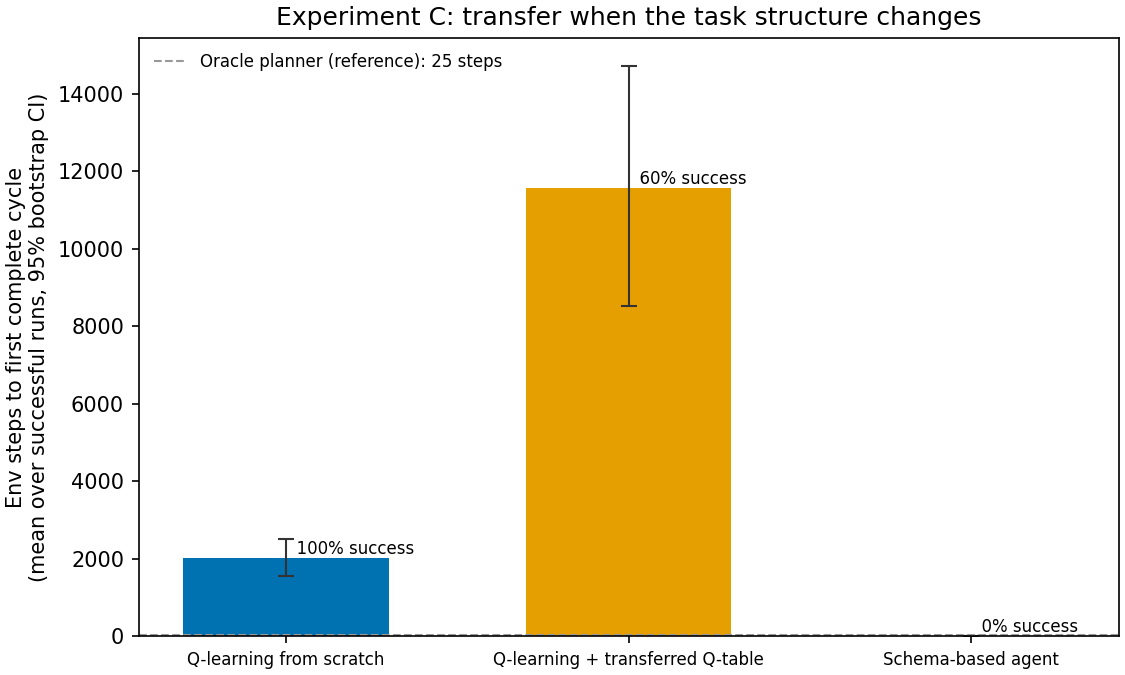 Experiment C: transfer when the task structure changes
Oracle planner (reference): 25 steps
Env steps to first complete cycle
(mean over successful runs, 95% bootstrap CI)
14000
12000
10000
8000
6000
4000
2000
0
100% success
60% success
0% success
Q-learning from scratch
Q-learning + transferred Q-table
Schema-based agent